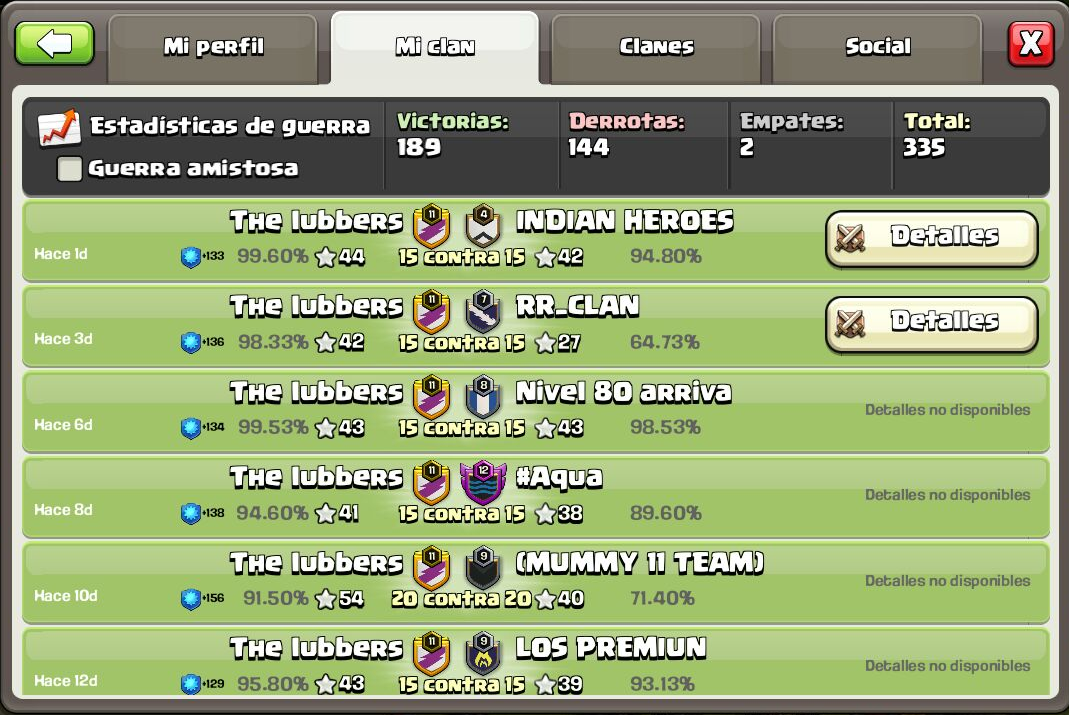 Mi perfil
Mi clan
Clanes
Social
X
Estadísticas de guerra
Guerra amistosa
Victorias:
189
Derrotas:
144
Empates:
2
Total:
335
The lubbers 11 4 INDIAN HEROES
Hace 1d +133 99.60% 44 15 contra 15 42 94.80%
Detalles
The lubbers 11 7 RR_CLAN
Hace 3d +136 98.33% 42 15 contra 15 27 64.73%
Detalles
The lubbers 11 8 Nivel 80 arriva
Hace 6d +134 99.53% 43 15 contra 15 43 98.53%
Detalles no disponibles
The lubbers 11 12 #Aqua
Hace 8d +138 94.60% 41 15 contra 15 38 89.60%
Detalles no disponibles
The lubbers 11 9 (MUMMY 11 TEAM)
Hace 10d +156 91.50% 54 20 contra 20 40 71.40%
Detalles no disponibles
The lubbers 11 9 LOS PREMIUN
Hace 12d +129 95.80% 43 15 contra 15 39 93.13%
Detalles no disponibles